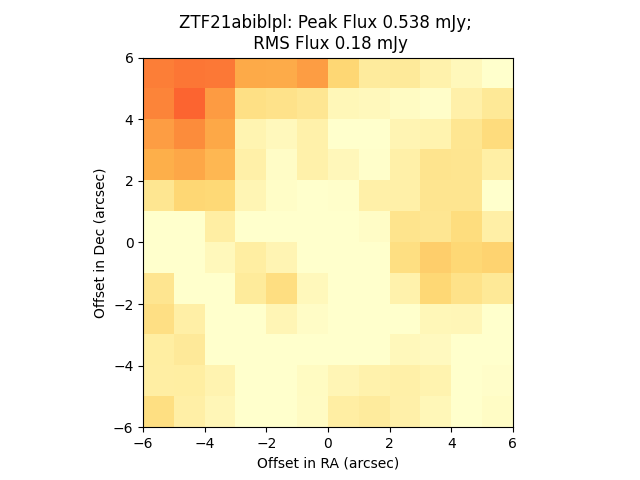 ZTF21abiblpl: Peak Flux 0.538 mJy;
RMS Flux 0.18 mJy
6
4
2
0
−2
−4
−6
Offset in Dec (arcsec)
−6 −4 −2 0 2 4 6
Offset in RA (arcsec)